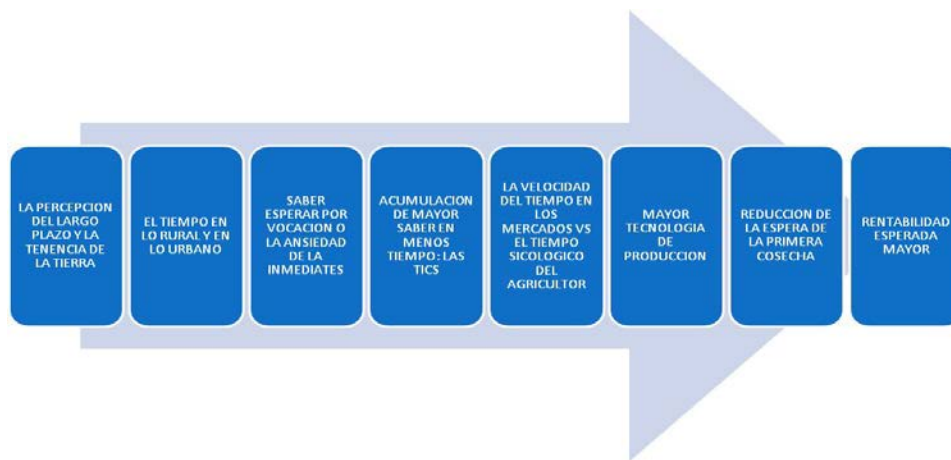 LA PERCEPCION
DEL LARGO
PLAZO Y LA
TENENCIA DE
LA TIERRA
EL TIEMPO EN
LO RURAL Y EN
LO URBANO
SABER
ESPERAR POR
VOCACION O
LA ANSIEDAD
DE LA
INMEDIATES
ACUMULACION
DE MAYOR
SABER EN
MENOS
TIEMPO: LAS
TICS
LA VELOCIDAD
DEL TIEMPO EN
LOS
MERCADOS VS
EL TIEMPO
SICOLOGICO
DEL
AGRICULTOR
MAYOR
TECNOLOGIA
DE
PRODUCCION
REDUCCION DE
LA ESPERA DE
LA PRIMERA
COSECHA
RENTABILIDAD
ESPERADA
MAYOR